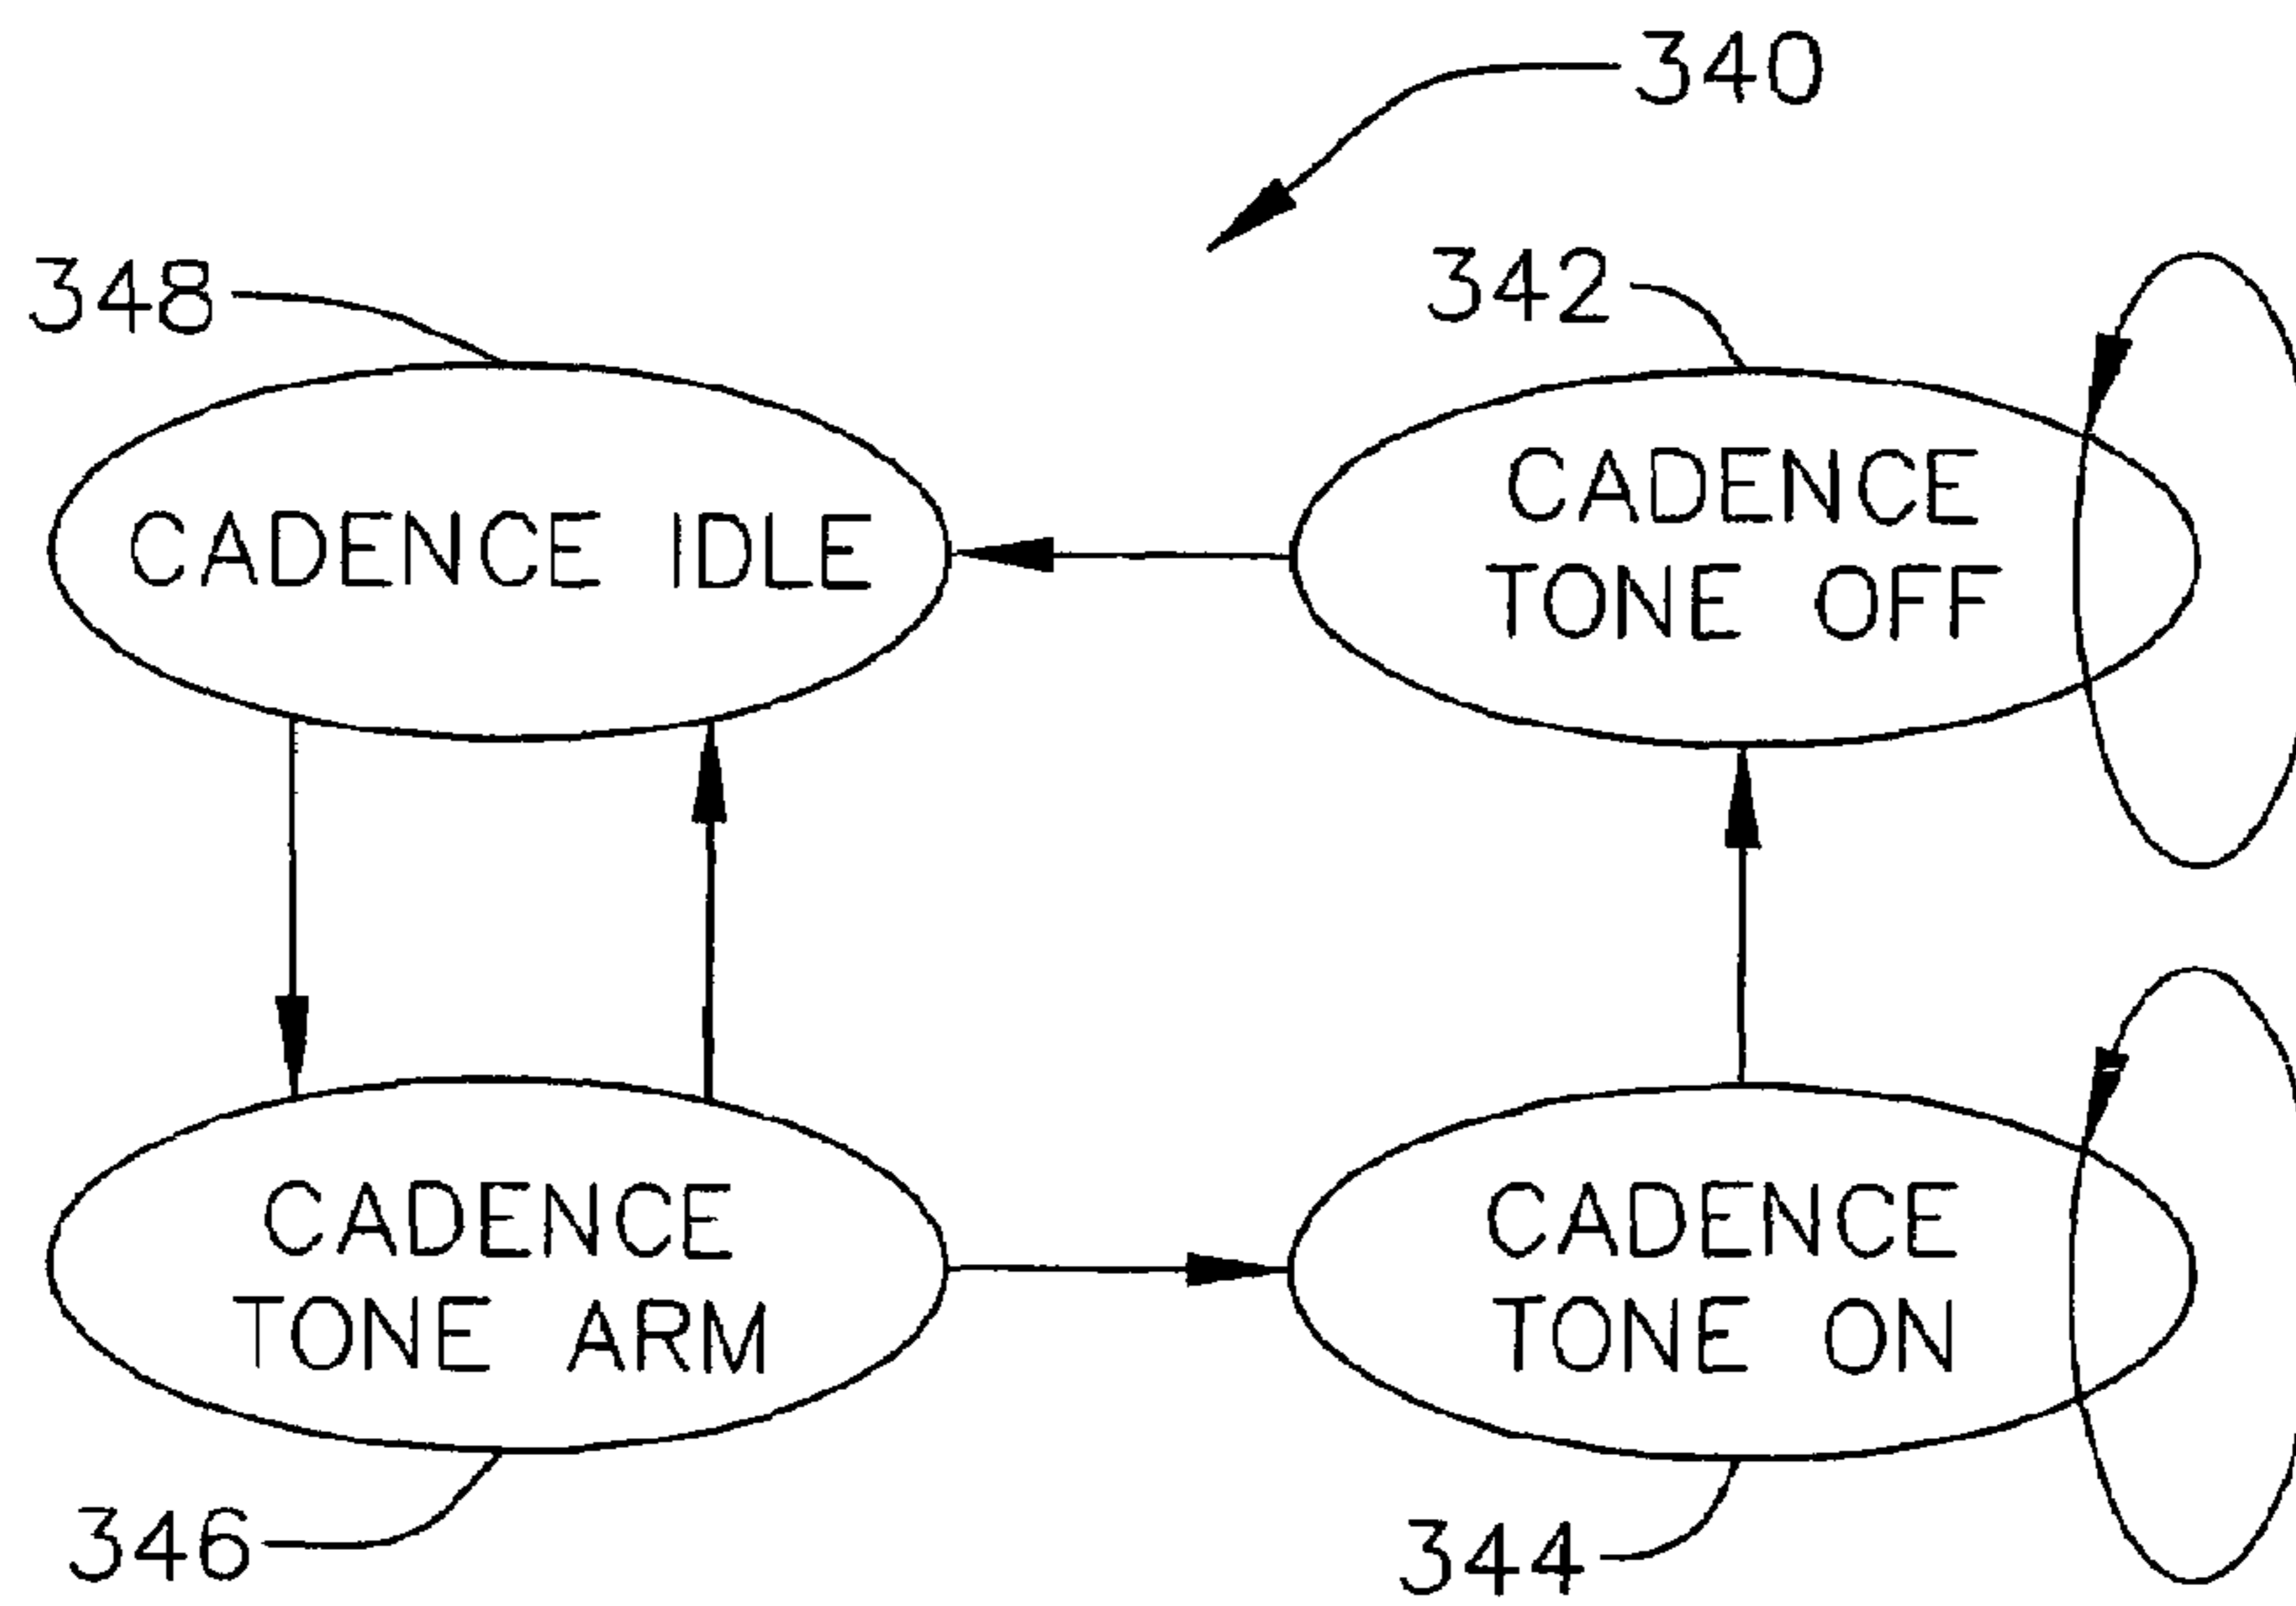 340
348
342
CADENCE IDLE
CADENCE
TONE OFF
CADENCE
TONE ARM
CADENCE
TONE ON
346
344